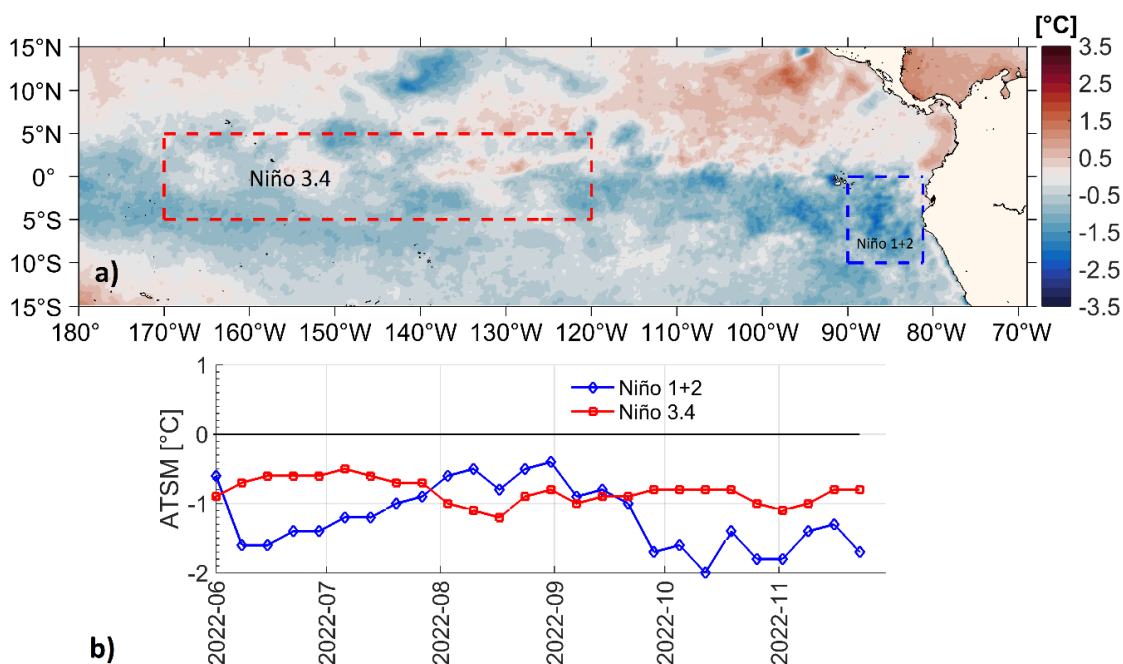 [°C]
15°N
10°N
5°N
0°
5°S
10°S
15°S
180°
170°W
160°W
150°W
140°W
130°W
120°W
110°W
100°W
90°W
80°W
70°W
3.5
2.5
1.5
0.5
-0.5
-1.5
-2.5
-3.5
Niño 3.4
Niño 1+2
a)
1
0
-1
-2
ATSM [°C]
Niño 1+2
Niño 3.4
2022-06
2022-07
2022-08
2022-09
2022-10
2022-11
b)